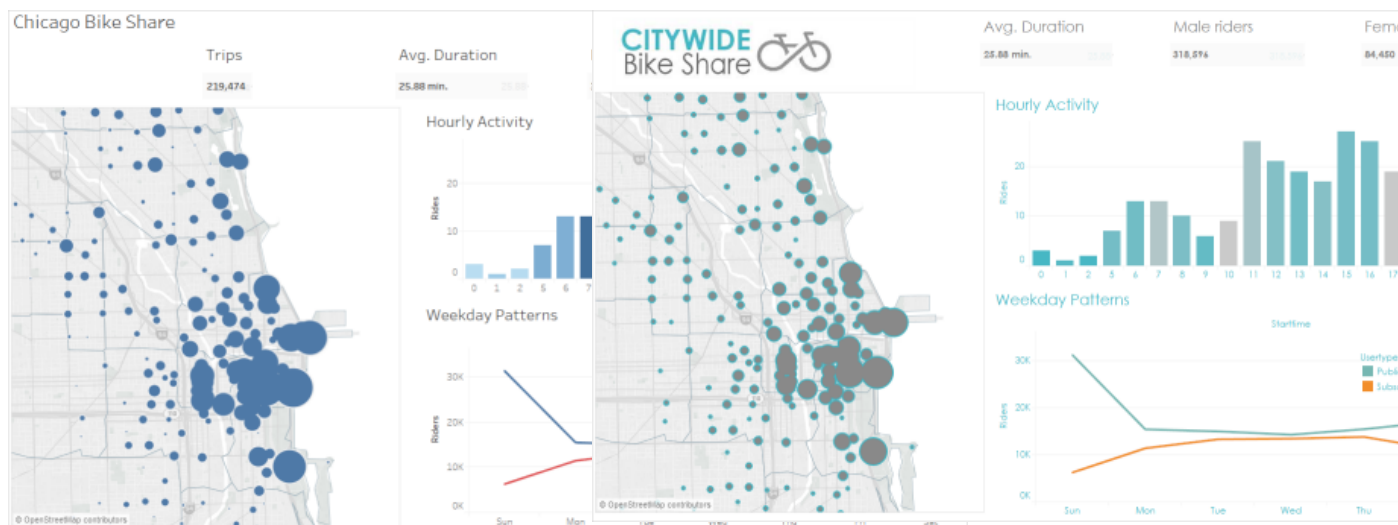 Chicago Bike Share
Trips
Avg. Duration
219,474
25.88 min.
Hourly Activity
20
10
0
Rides
0 1 2 5 6 7
Weekday Patterns
30K
20K
10K
0K
Riders
Sun Mon
© OpenStreetMap contributors
CITYWIDE
Bike Share
Avg. Duration
Male riders
25.88 min.
318,596
84,450
Hourly Activity
20
10
0
Rides
0 1 2 5 6 7 8 9 10 11 12 13 14 15 16 17
Weekday Patterns
Starttime
Usertype
30K
20K
10K
0K
Riders
Sun Mon Tue Wed Thu
© OpenStreetMap contributors